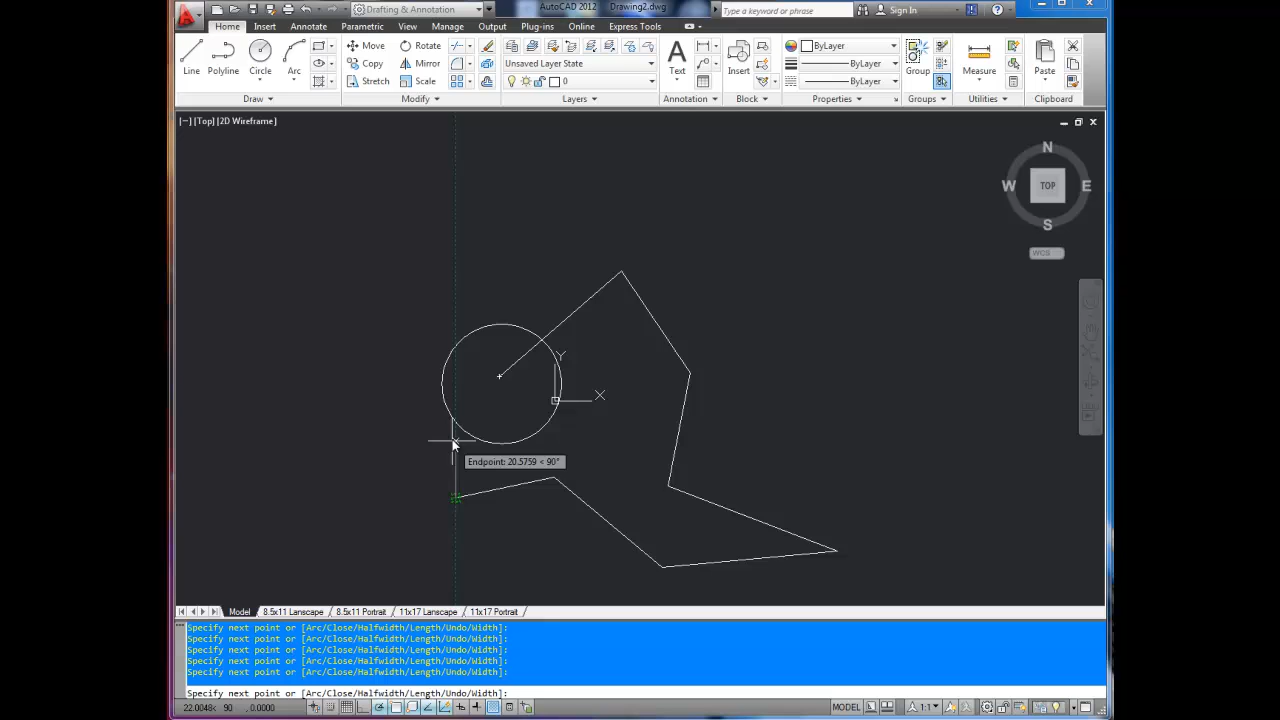 Drafting & Annotation
AutoCAD 2012 Drawing2.dwg
Type a keyword or phrase
Sign In
Home Insert Annotate Parametric View Manage Output Plug-ins Online Express Tools
Line Polyline Circle Arc
Move Rotate
Copy Mirror
Stretch Scale
Unsaved Layer State
0
Text
Insert
ByLayer
ByLayer
ByLayer
Group
Measure
Paste
Draw Modify Layers Annotation Block Properties Groups Utilities Clipboard
[−] [Top] [2D Wireframe]
N
W TOP E
S
WCS
Y
X
Endpoint: 20.5759 < 90°
Model 8.5x11 Lanscape 8.5x11 Portrait 11x17 Landscape 11x17 Portrait
Specify next point or [Arc/Close/Halfwidth/Length/Undo/Width]:
Specify next point or [Arc/Close/Halfwidth/Length/Undo/Width]:
Specify next point or [Arc/Close/Halfwidth/Length/Undo/Width]:
Specify next point or [Arc/Close/Halfwidth/Length/Undo/Width]:
Specify next point or [Arc/Close/Halfwidth/Length/Undo/Width]:
Specify next point or [Arc/Close/Halfwidth/Length/Undo/Width]:
22.0048< 90 , 0.0000
MODEL
1:1